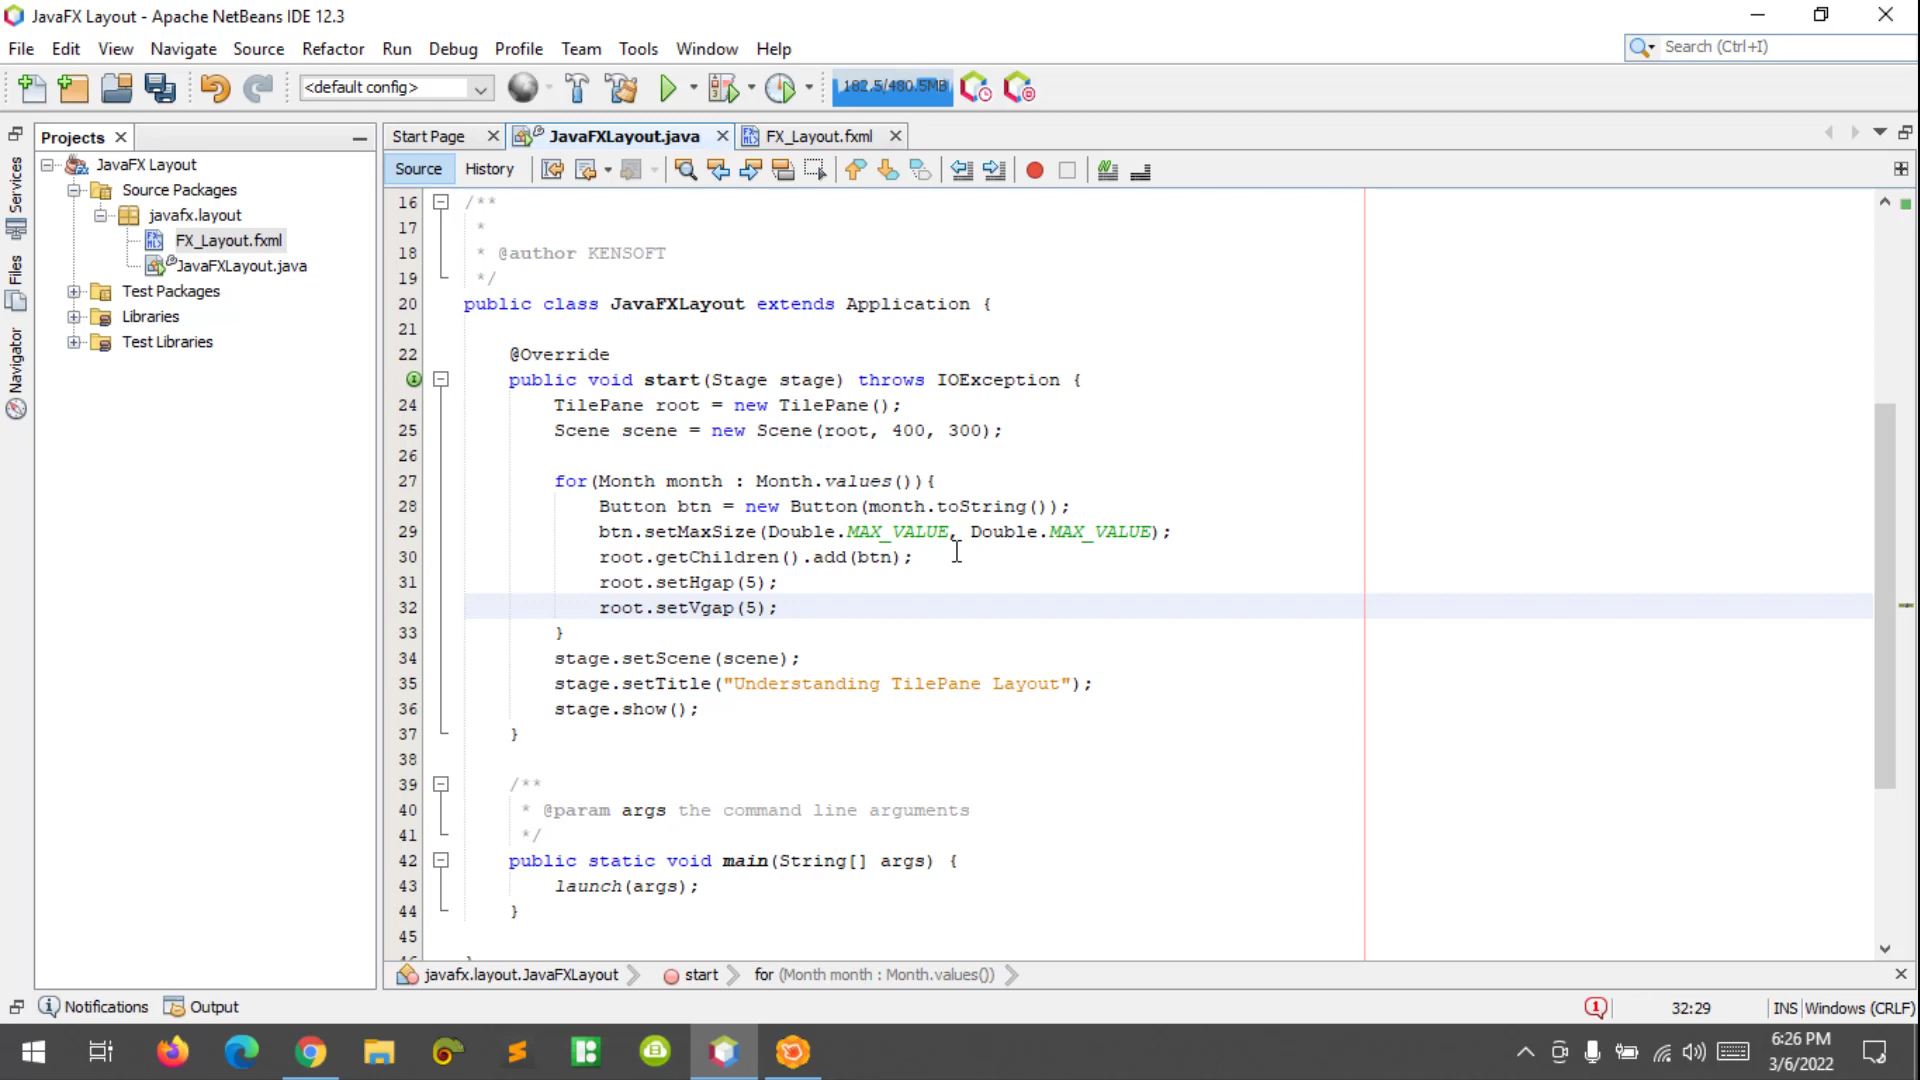 JavaFX Layout - Apache NetBeans IDE 12.3
File Edit View Navigate Source Refactor Run Debug Profile Team Tools Window Help
Search (Ctrl+I)
<default config>
182.5/480.5MB
Projects
Start Page JavaFXLayout.java FX_Layout.fxml
Source History
Services
Files
Navigator
JavaFX Layout
Source Packages
javafx.layout
FX_Layout.fxml
JavaFXLayout.java
Test Packages
Libraries
Test Libraries
16 /**
17 *
18 * @author KENSOFT
19 */
20 public class JavaFXLayout extends Application {
21
22 @Override
public void start(Stage stage) throws IOException {
24 TilePane root = new TilePane();
25 Scene scene = new Scene(root, 400, 300);
26
27 for(Month month : Month.values()){
28 Button btn = new Button(month.toString());
29 btn.setMaxSize(Double.MAX_VALUE, Double.MAX_VALUE);
30 root.getChildren().add(btn);
31 root.setHgap(5);
32 root.setVgap(5);
33 }
34 stage.setScene(scene);
35 stage.setTitle("Understanding TilePane Layout");
36 stage.show();
37 }
38
39 /**
40 * @param args the command line arguments
41 */
42 public static void main(String[] args) {
43 launch(args);
44 }
45
javafx.layout.JavaFXLayout start for (Month month : Month.values())
Notifications Output
32:29 INS Windows (CRLF)
6:26 PM
3/6/2022